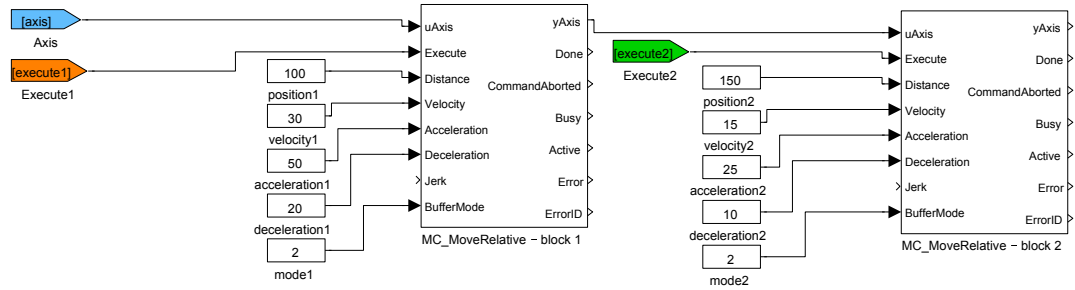 [axis]
Axis
[execute1]
Execute1
100
position1
30
velocity1
50
acceleration1
20
deceleration1
2
mode1
uAxis
Execute
Distance
Velocity
Acceleration
Deceleration
Jerk
BufferMode
yAxis
Done
CommandAborted
Busy
Active
Error
ErrorID
MC_MoveRelative − block 1
[execute2]
Execute2
150
position2
15
velocity2
25
acceleration2
10
deceleration2
2
mode2
uAxis
Execute
Distance
Velocity
Acceleration
Deceleration
Jerk
BufferMode
yAxis
Done
CommandAborted
Busy
Active
Error
ErrorID
MC_MoveRelative − block 2